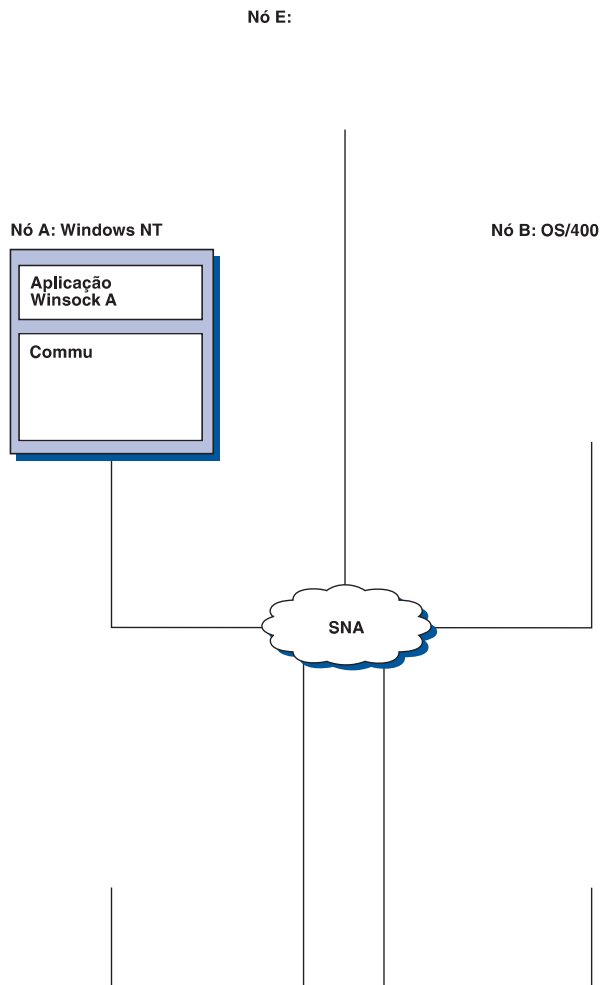 Nó E:
Nó A: Windows NT
Nó B: OS/400
Aplicação
Winsock A
Commu
SNA